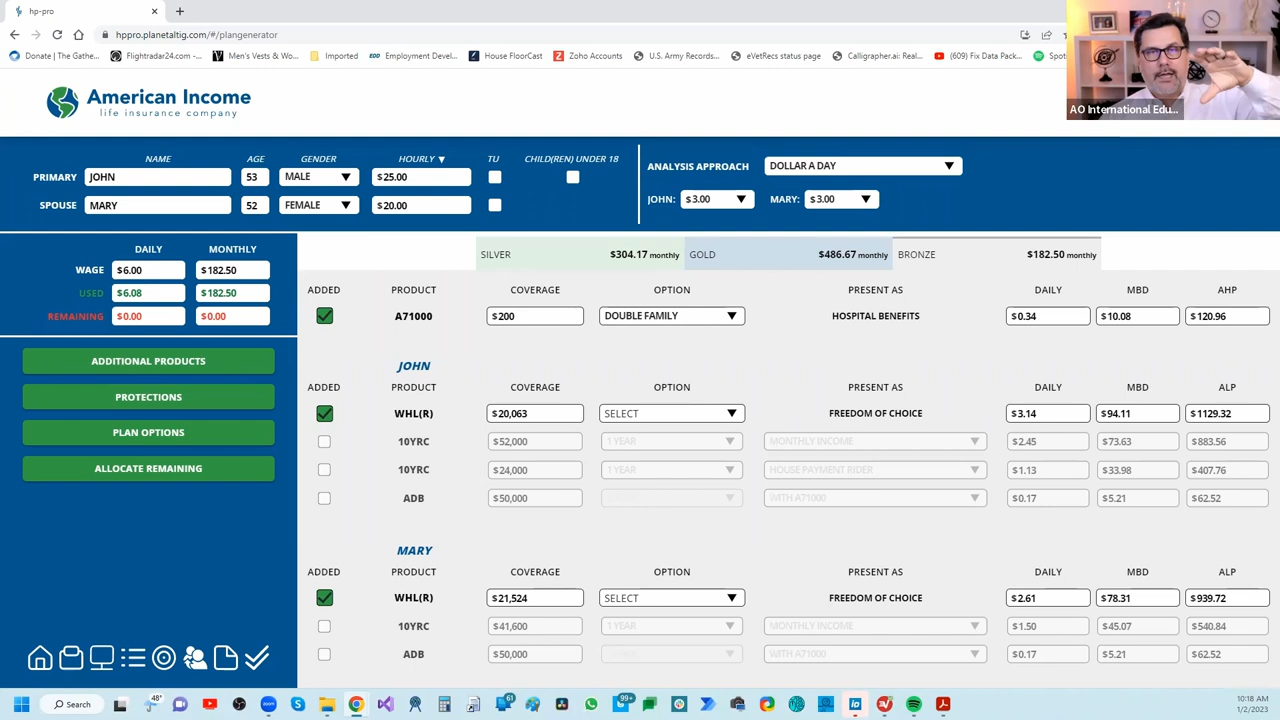 hp-pro
hppro.planetaltig.com/#/plangenerator
Donate | The Gathe... Flightradar24.com -... Men's Vests & Wo... Imported EDD Employment Devel... House FloorCast Zoho Accounts U.S. Army Records... eVetRecs status page Calligrapher.ai: Real... (609) Fix Data Pack... Spot
AO International Edu...
American Income
life insurance company
NAME AGE GENDER HOURLY ▼ TU CHILD(REN) UNDER 18
PRIMARY JOHN 53 MALE $25.00
SPOUSE MARY 52 FEMALE $20.00
ANALYSIS APPROACH DOLLAR A DAY
JOHN: $3.00 MARY: $3.00
DAILY MONTHLY
WAGE $6.00 $182.50
USED $6.08 $182.50
REMAINING $0.00 $0.00
ADDITIONAL PRODUCTS
PROTECTIONS
PLAN OPTIONS
ALLOCATE REMAINING
SILVER $304.17 monthly GOLD $486.67 monthly BRONZE $182.50 monthly
ADDED PRODUCT COVERAGE OPTION PRESENT AS DAILY MBD AHP
A71000 $200 DOUBLE FAMILY HOSPITAL BENEFITS $0.34 $10.08 $120.96
JOHN
ADDED PRODUCT COVERAGE OPTION PRESENT AS DAILY MBD ALP
WHL(R) $20,063 SELECT FREEDOM OF CHOICE $3.14 $94.11 $1129.32
10YRC $52,000 1 YEAR MONTHLY INCOME $2.45 $73.63 $883.56
10YRC $24,000 1 YEAR HOUSE PAYMENT RIDER $1.13 $33.98 $407.76
ADB $50,000 WITH A71000 $0.17 $5.21 $62.52
MARY
ADDED PRODUCT COVERAGE OPTION PRESENT AS DAILY MBD ALP
WHL(R) $21,524 SELECT FREEDOM OF CHOICE $2.61 $78.31 $939.72
10YRC $41,600 1 YEAR MONTHLY INCOME $1.50 $45.07 $540.84
ADB $50,000 WITH A71000 $0.17 $5.21 $62.52
Search 48° 61 99+ io
10:18 AM
1/2/2023